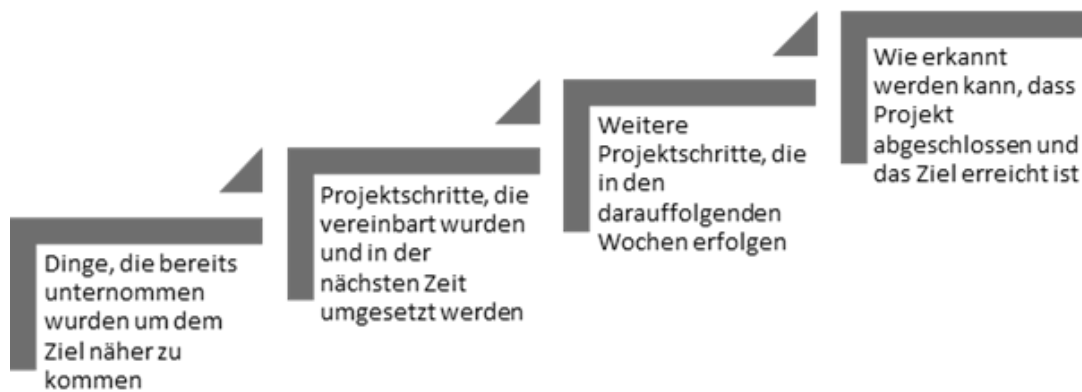 Dinge, die bereits
unternommen
wurden um dem
Ziel näher zu
kommen
Projektschritte, die
vereinbart wurden
und in der
nächsten Zeit
umgesetzt werden
Weitere
Projektschritte, die
in den
darauffolgenden
Wochen erfolgen
Wie erkannt
werden kann, dass
Projekt
abgeschlossen und
das Ziel erreicht ist